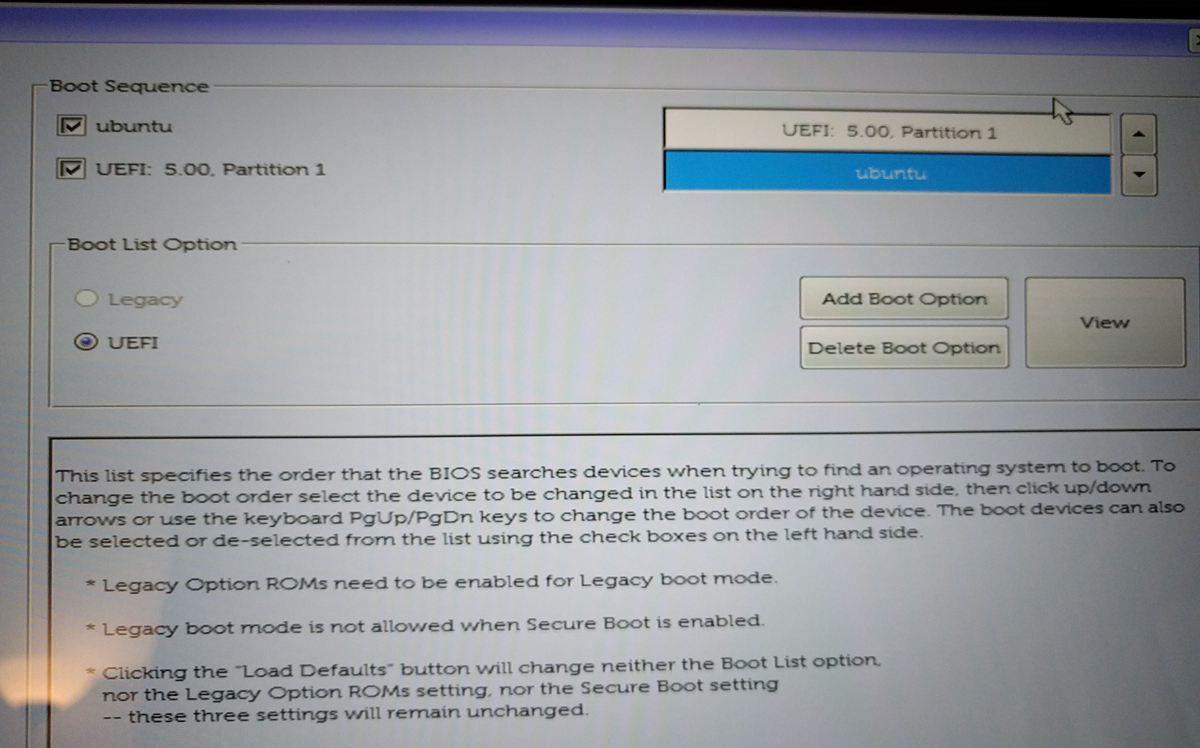 Boot Sequence
ubuntu
UEFI: 5.00, Partition 1
UEFI: 5.00, Partition 1
ubuntu
Boot List Option
Legacy
UEFI
Add Boot Option
Delete Boot Option
View
This list specifies the order that the BIOS searches devices when trying to find an operating system to boot. To
change the boot order select the device to be changed in the list on the right hand side, then click up/down
arrows or use the keyboard PgUp/PgDn keys to change the boot order of the device. The boot devices can also
be selected or de-selected from the list using the check boxes on the left hand side.
* Legacy Option ROMs need to be enabled for Legacy boot mode.
* Legacy boot mode is not allowed when Secure Boot is enabled.
* Clicking the "Load Defaults" button will change neither the Boot List option,
nor the Legacy Option ROMs setting, nor the Secure Boot setting
-- these three settings will remain unchanged.